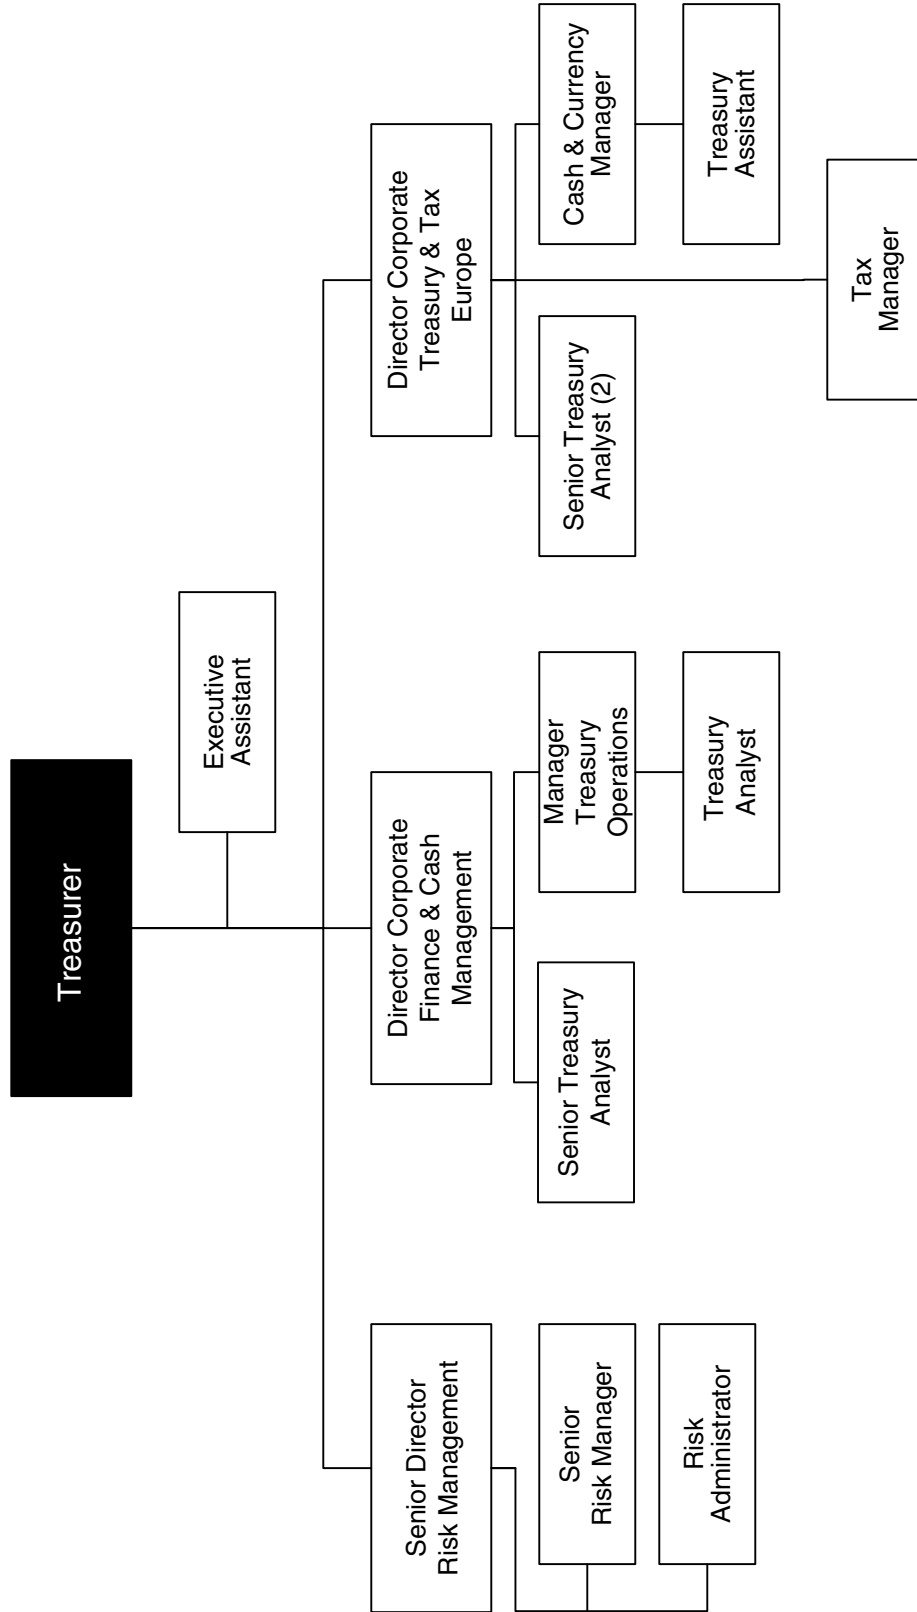 Treasurer
Executive
Assistant
Senior Director
Risk Management
Director Corporate
Finance & Cash
Management
Director Corporate
Treasury & Tax
Europe
Senior
Risk Manager
Senior Treasury
Analyst
Manager
Treasury
Operations
Senior Treasury
Analyst (2)
Cash & Currency
Manager
Risk
Administrator
Treasury
Analyst
Treasury
Assistant
Tax
Manager